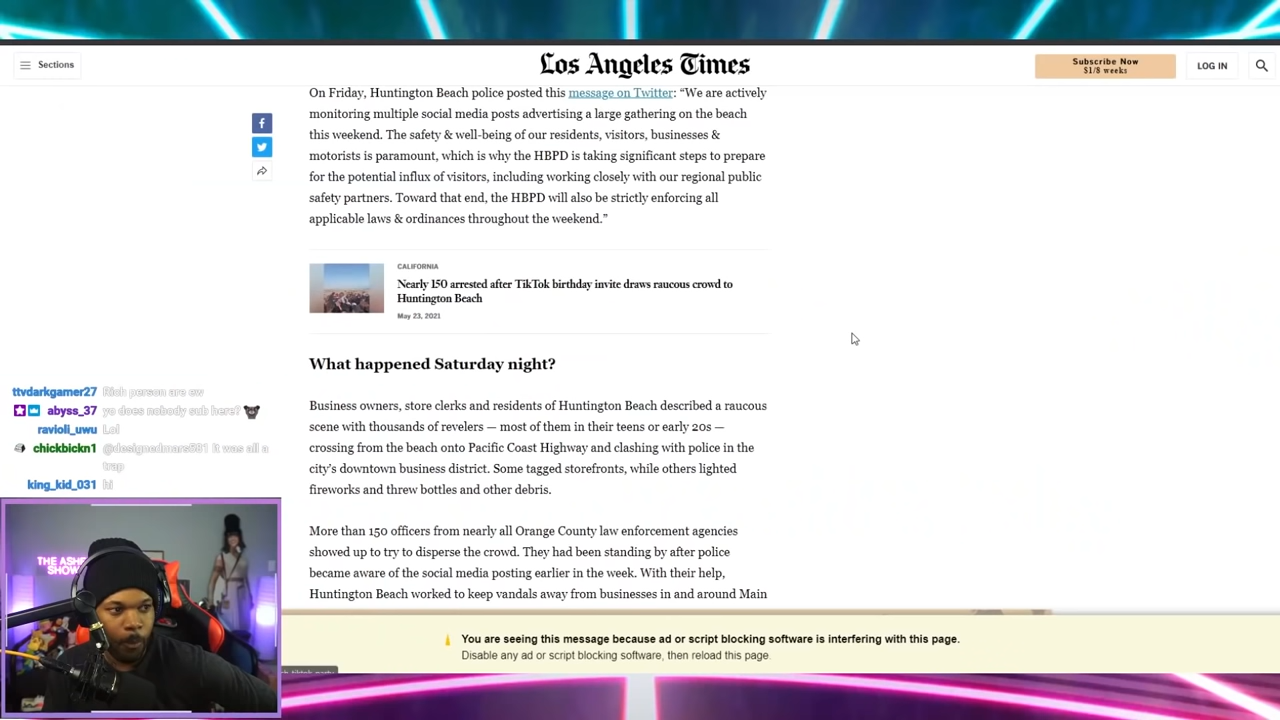 Sections
Los Angeles Times
Subscribe Now
$1/8 weeks
LOG IN
On Friday, Huntington Beach police posted this message on Twitter: “We are actively
monitoring multiple social media posts advertising a large gathering on the beach
this weekend. The safety & well-being of our residents, visitors, businesses &
motorists is paramount, which is why the HBPD is taking significant steps to prepare
for the potential influx of visitors, including working closely with our regional public
safety partners. Toward that end, the HBPD will also be strictly enforcing all
applicable laws & ordinances throughout the weekend.”
CALIFORNIA
Nearly 150 arrested after TikTok birthday invite draws raucous crowd to
Huntington Beach
May 23, 2021
What happened Saturday night?
Business owners, store clerks and residents of Huntington Beach described a raucous
scene with thousands of revelers — most of them in their teens or early 20s —
crossing from the beach onto Pacific Coast Highway and clashing with police in the
city’s downtown business district. Some tagged storefronts, while others lighted
fireworks and threw bottles and other debris.
More than 150 officers from nearly all Orange County law enforcement agencies
showed up to try to disperse the crowd. They had been standing by after police
became aware of the social media posting earlier in the week. With their help,
Huntington Beach worked to keep vandals away from businesses in and around Main
ttvdarkgamer27 Rich person are ew
abyss_37 yo does nobody sub here?
ravioli_uwu Lol
chickbickn1 @designedmars581 It was all a
trap
king_kid_031 hi
THE
SHOW
You are seeing this message because ad or script blocking software is interfering with this page.
Disable any ad or script blocking software, then reload this page.